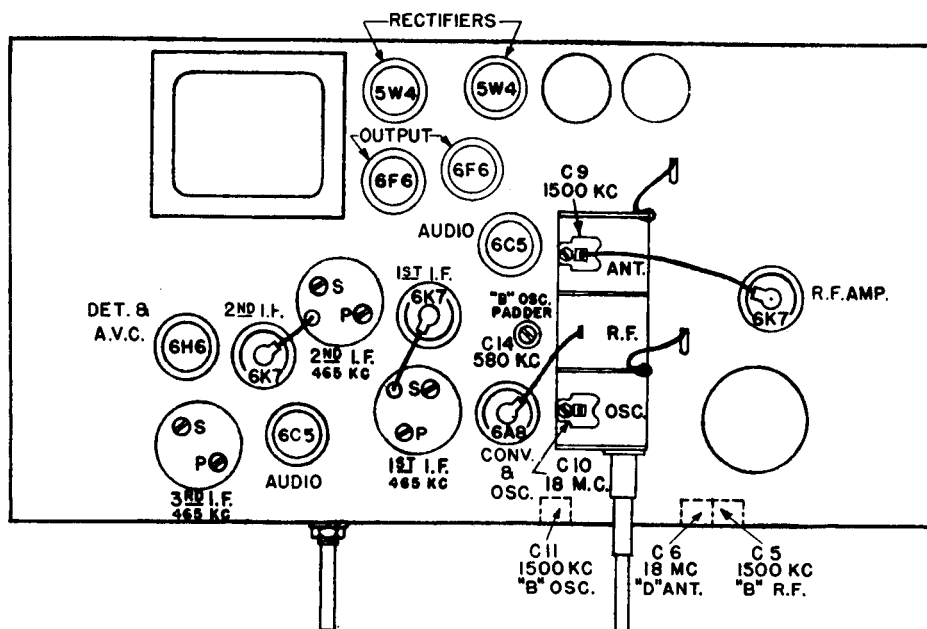 RECTIFIERS
5W4
5W4
OUTPUT
6F6
6F6
C9
1500 KC
AUDIO
6C5
ANT.
1ST I.F.
6K7
R.F. AMP.
6K7
DET. &
A.V.C.
6H6
2ND I.F.
6K7
S
P
2ND I.F.
465 KC
"B" OSC.
PADDER
C14
580 KC
R.F.
S
P
1ST I.F.
465 KC
6A8
CONV.
&
OSC.
OSC.
C10
18 M.C.
S
P
3RD I.F.
465 KC
6C5
AUDIO
C11
1500 KC
"B" OSC.
C6
18 MC
"D" ANT.
C5
1500 KC
"B" R.F.